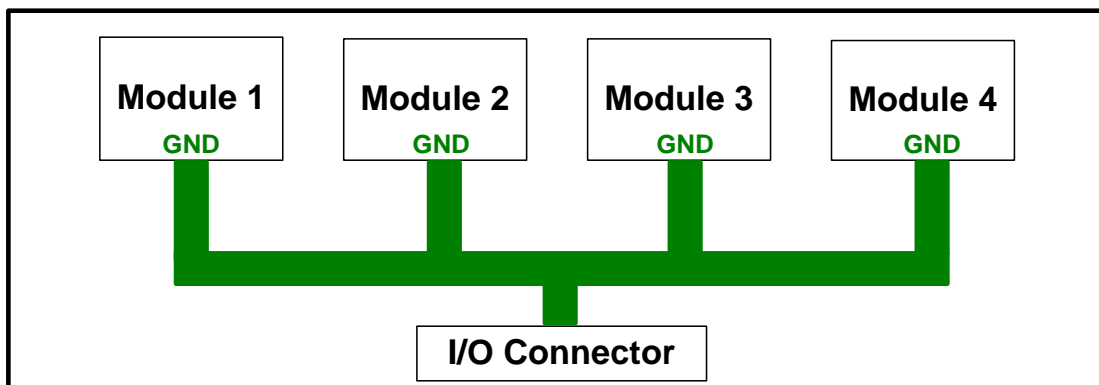 Module 1
Module 2
Module 3
Module 4
GND
GND
GND
GND
I/O Connector